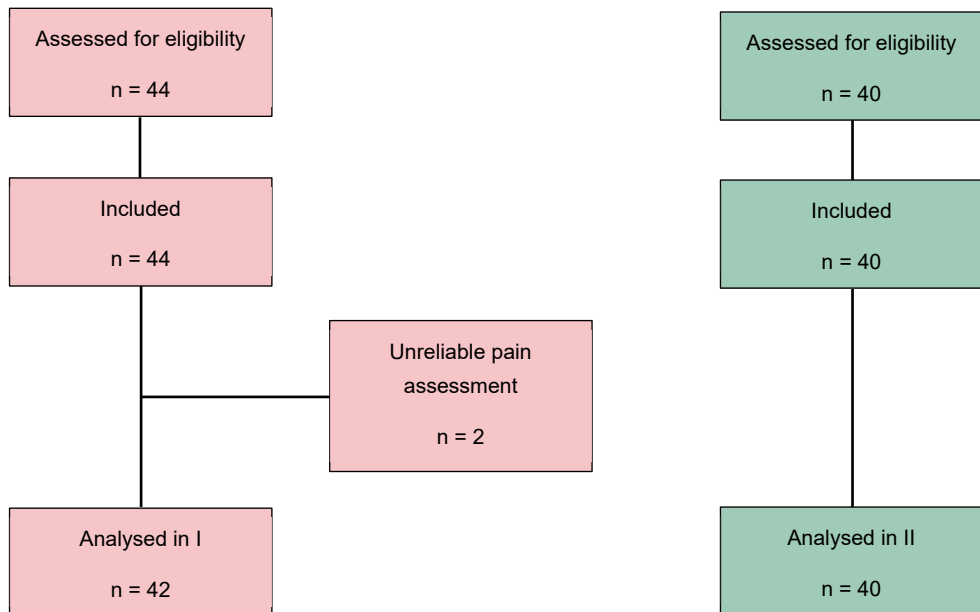 Assessed for eligibility
n = 44
Included
n = 44
Unreliable pain
assessment
n = 2
Analysed in I
n = 42
Assessed for eligibility
n = 40
Included
n = 40
Analysed in II
n = 40